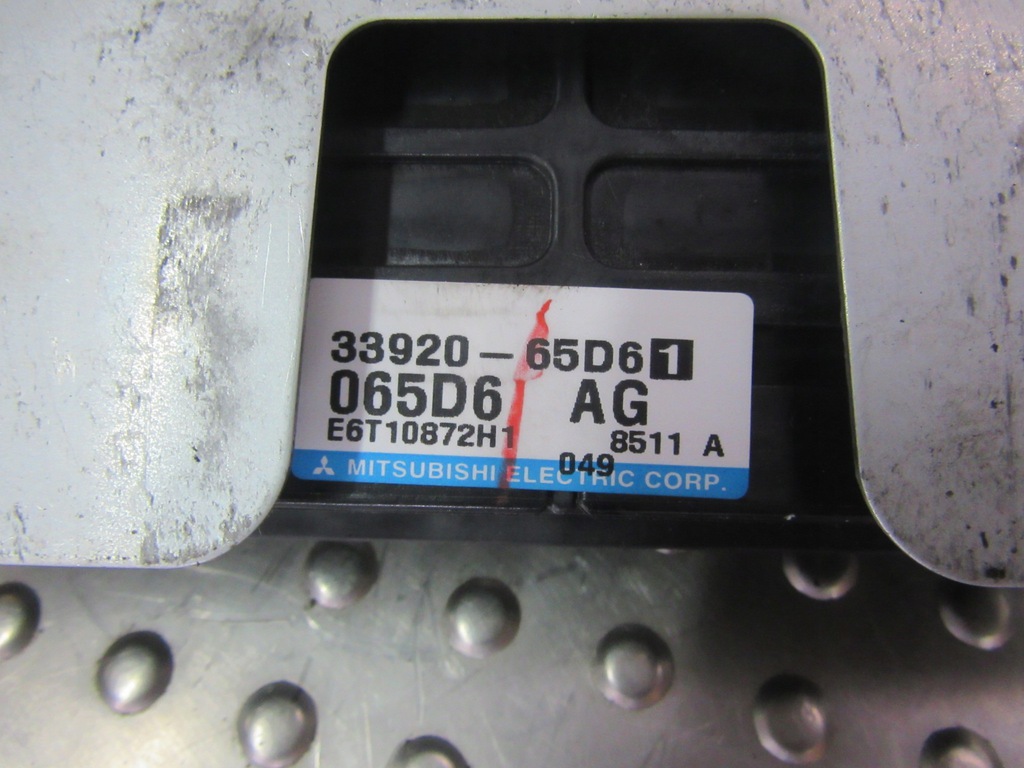 33920-65D61
065D6 AG
E6T10872H1 8511 A
049
MITSUBISHI ELECTRIC CORP.